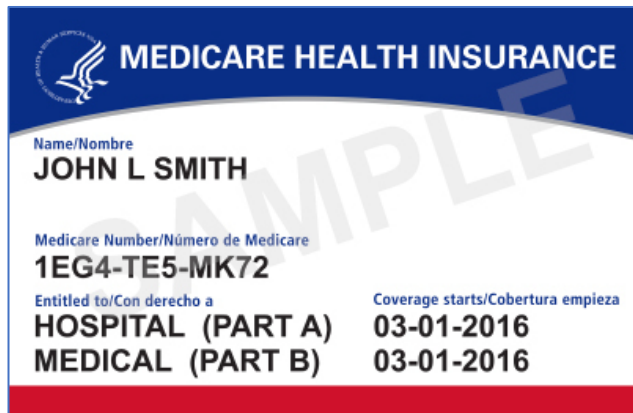 MEDICARE HEALTH INSURANCE
Name/Nombre
JOHN L SMITH
Medicare Number/Número de Medicare
1EG4-TE5-MK72
Entitled to/Con derecho a Coverage starts/Cobertura empieza
HOSPITAL (PART A) 03-01-2016
MEDICAL (PART B) 03-01-2016
SAMPLE